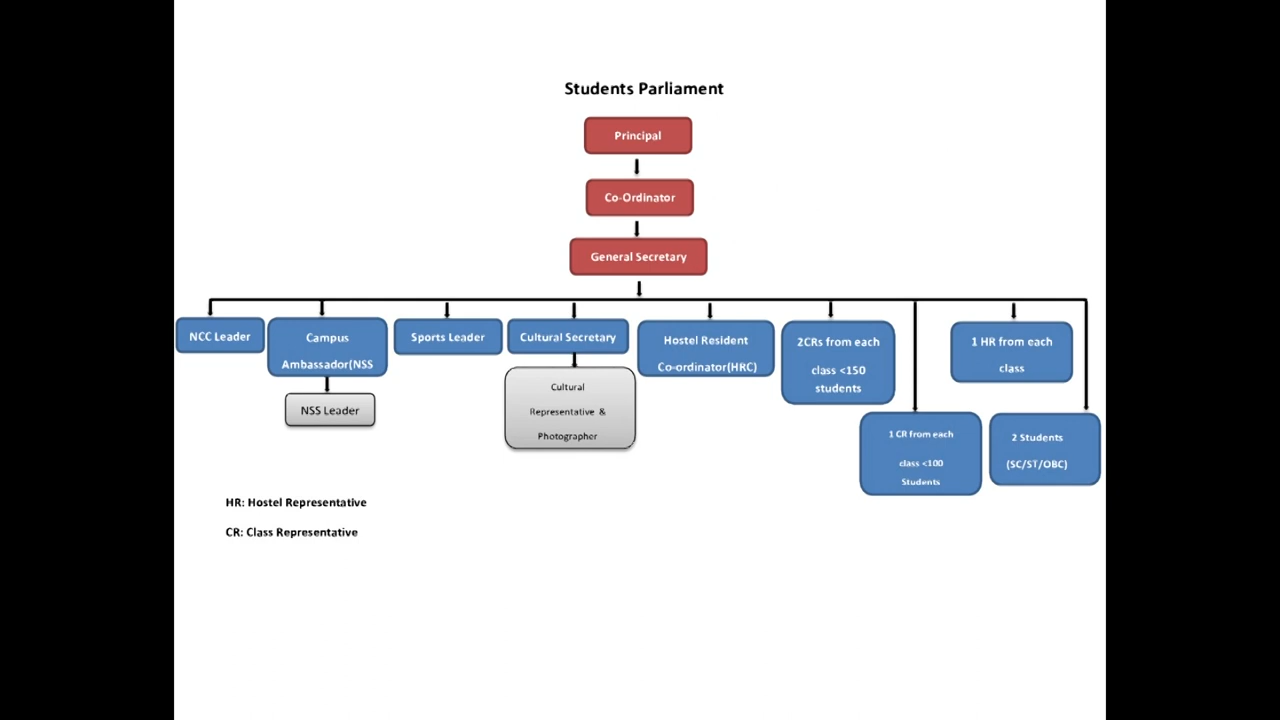 Students Parliament
Principal
Co-Ordinator
General Secretary
NCC Leader
Campus
Ambassador(NSS
Sports Leader
Cultural Secretary
Hostel Resident
Co-ordinator(HRC)
2CRs from each
class <150
students
1 HR from each
class
NSS Leader
Cultural
Representative &
Photographer
1 CR from each
class <100
Students
2 Students
(SC/ST/OBC)
HR: Hostel Representative
CR: Class Representative